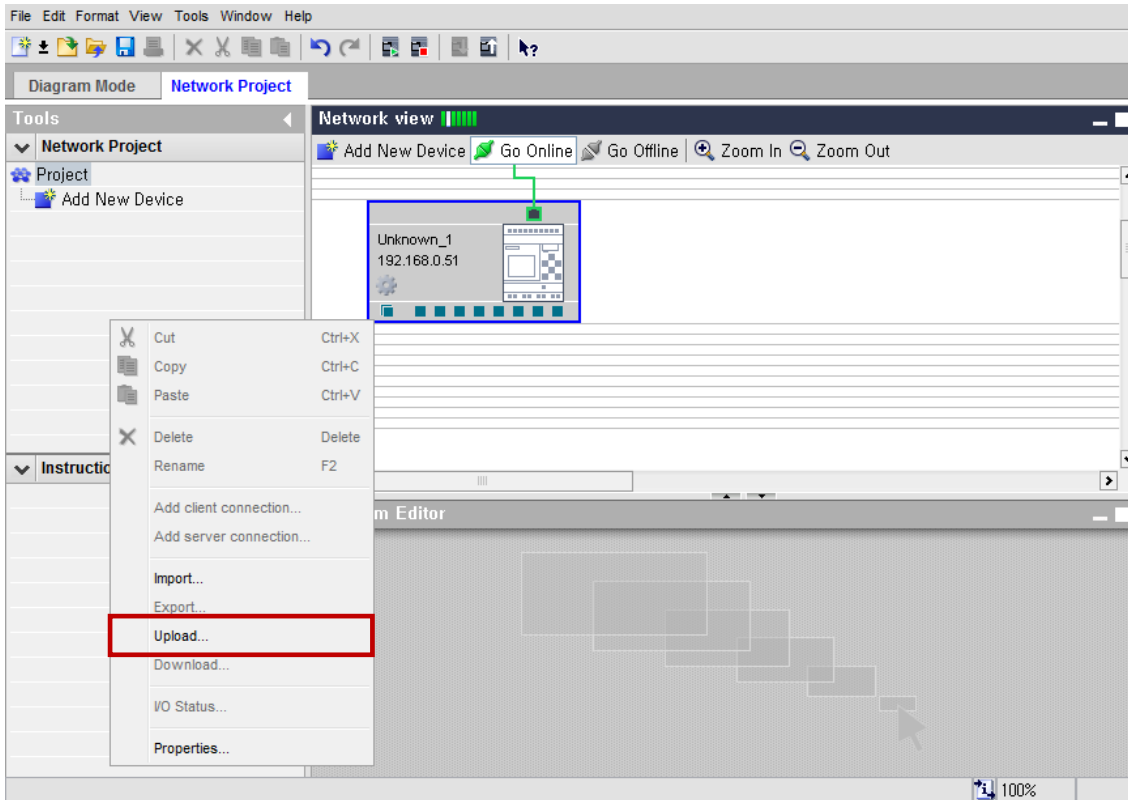 File Edit Format View Tools Window Help
Diagram Mode Network Project
Tools
Network Project
Project
Add New Device
Network view
Add New Device Go Online Go Offline Zoom In Zoom Out
Unknown_1
192.168.0.51
Cut Ctrl+X
Copy Ctrl+C
Paste Ctrl+V
Delete Delete
Rename F2
Add client connection...
Add server connection...
Import...
Export...
Upload...
Download...
I/O Status...
Properties...
Instructio
m Editor
100%